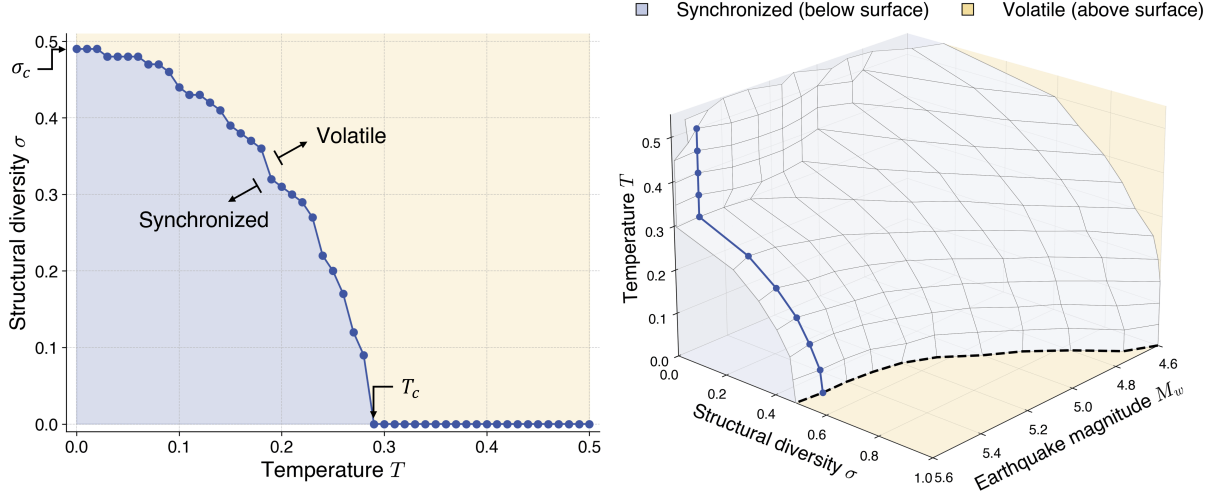 0.5
0.4
0.3
0.2
0.1
0.0
Structural diversity σ
σ_c
Volatile
Synchronized
T_c
0.0 0.1 0.2 0.3 0.4 0.5
Temperature T
Synchronized (below surface) Volatile (above surface)
0.5
0.4
0.3
0.2
0.1
0.0
Temperature T
0.0 0.2 0.4 0.6 0.8 1.0
Structural diversity σ
5.6 5.4 5.2 5.0 4.8 4.6
Earthquake magnitude M_w